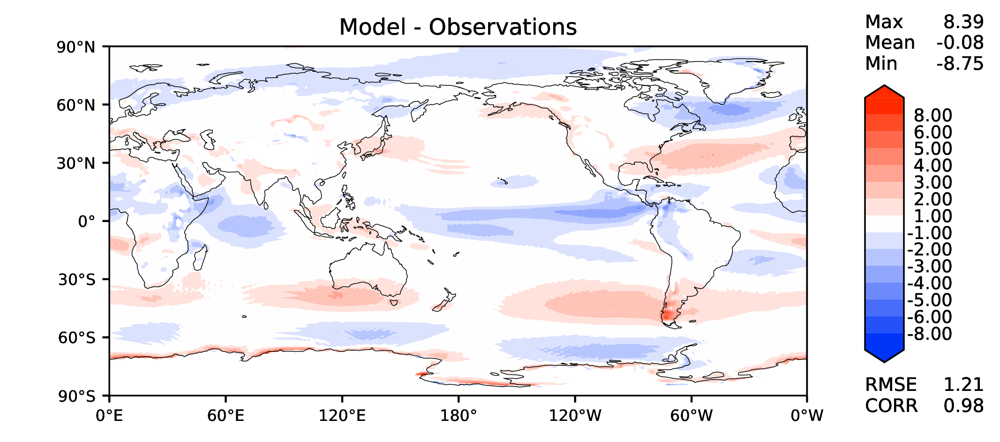 Model - Observations
Max 8.39
Mean -0.08
Min -8.75
90°N
60°N
30°N
0°
30°S
60°S
90°S
0°E 60°E 120°E 180° 120°W 60°W 0°W
8.00
6.00
5.00
4.00
3.00
2.00
1.00
-1.00
-2.00
-3.00
-4.00
-5.00
-6.00
-8.00
RMSE 1.21
CORR 0.98